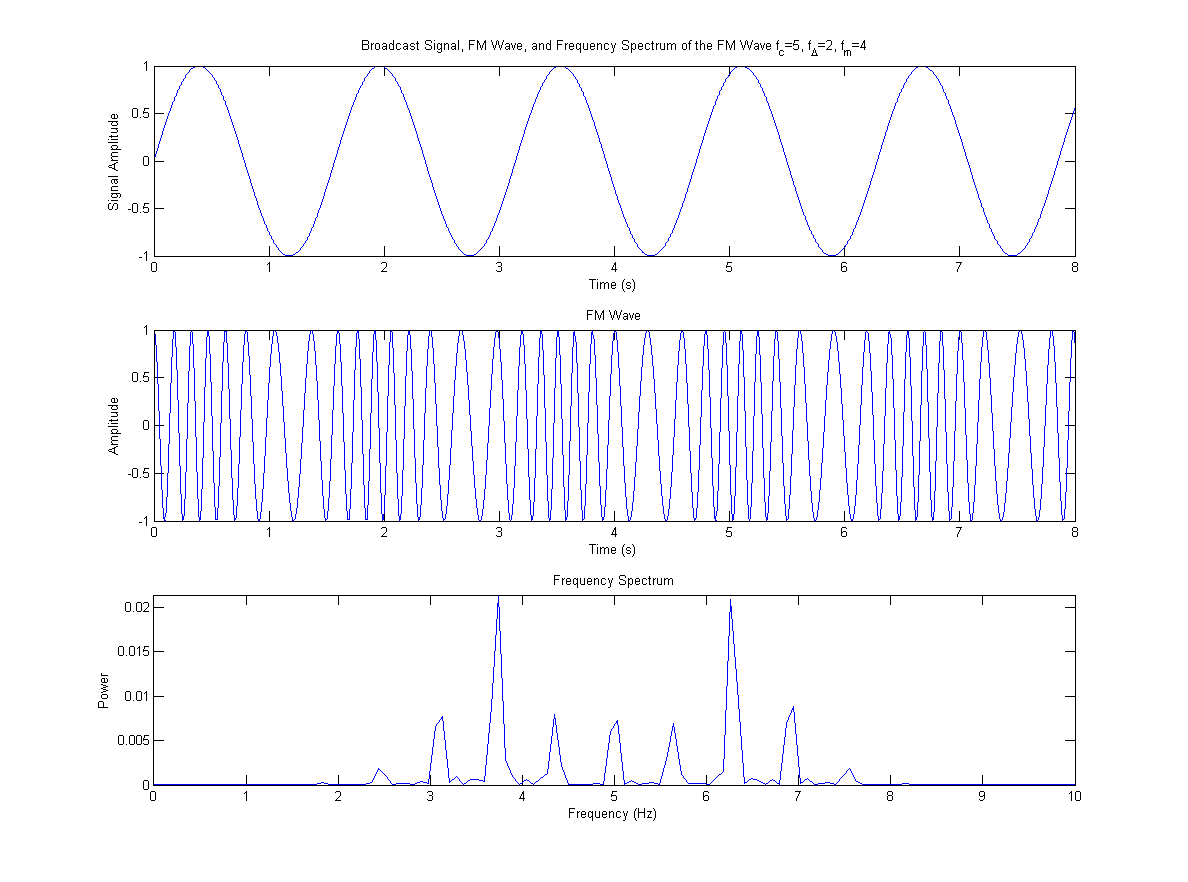 Broadcast Signal, FM Wave, and Frequency Spectrum of the FM Wave f_c=5, f_Δ=2, f_m=4
1
0.5
0
-0.5
-1
Signal Amplitude
0 1 2 3 4 5 6 7 8
Time (s)
FM Wave
1
0.5
0
-0.5
-1
Amplitude
0 1 2 3 4 5 6 7 8
Time (s)
Frequency Spectrum
0.02
0.015
0.01
0.005
0
Power
0 1 2 3 4 5 6 7 8 9 10
Frequency (Hz)